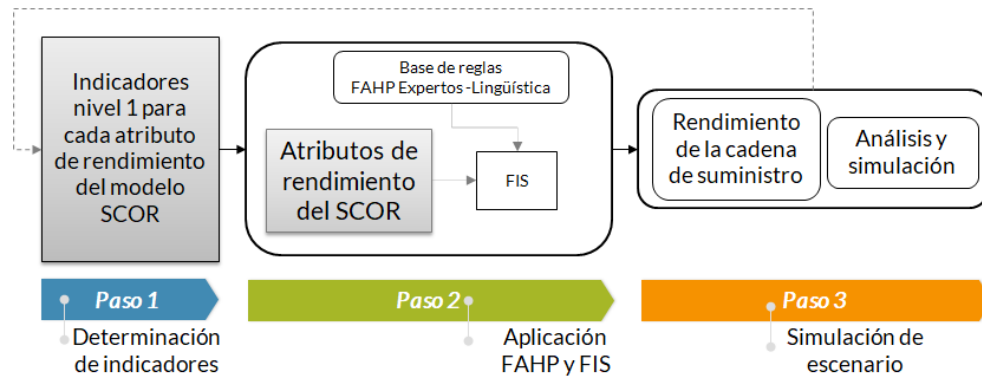 Indicadores
nivel 1 para
cada atributo
de rendimiento
del modelo
SCOR
Base de reglas
FAHP Expertos -Lingüística
Atributos de
rendimiento
del SCOR
FIS
Rendimiento
de la cadena
de suministro
Análisis y
simulación
Paso 1
Paso 2
Paso 3
Determinación
de indicadores
Aplicación
FAHP y FIS
Simulación de
escenario